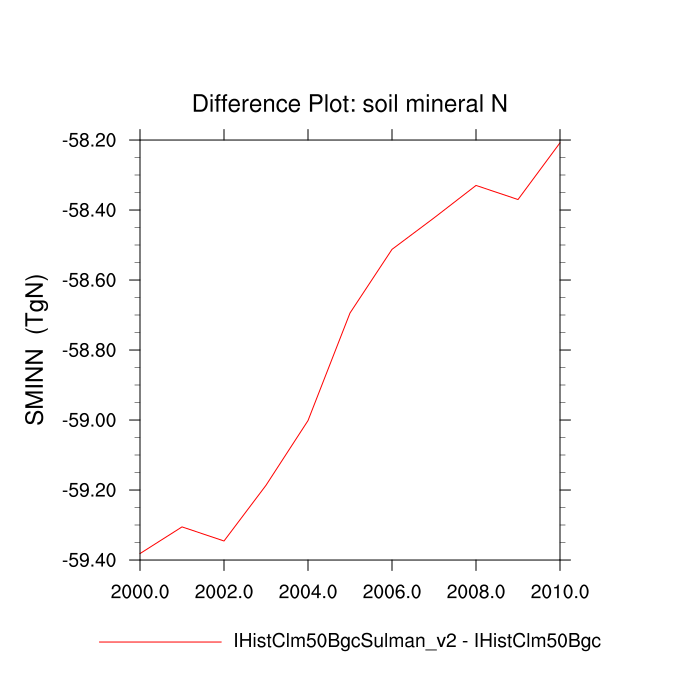 Difference Plot: soil mineral N
-58.20
-58.40
-58.60
-58.80
-59.00
-59.20
-59.40
SMINN (TgN)
2000.0 2002.0 2004.0 2006.0 2008.0 2010.0
IHistClm50BgcSulman_v2 - IHistClm50Bgc